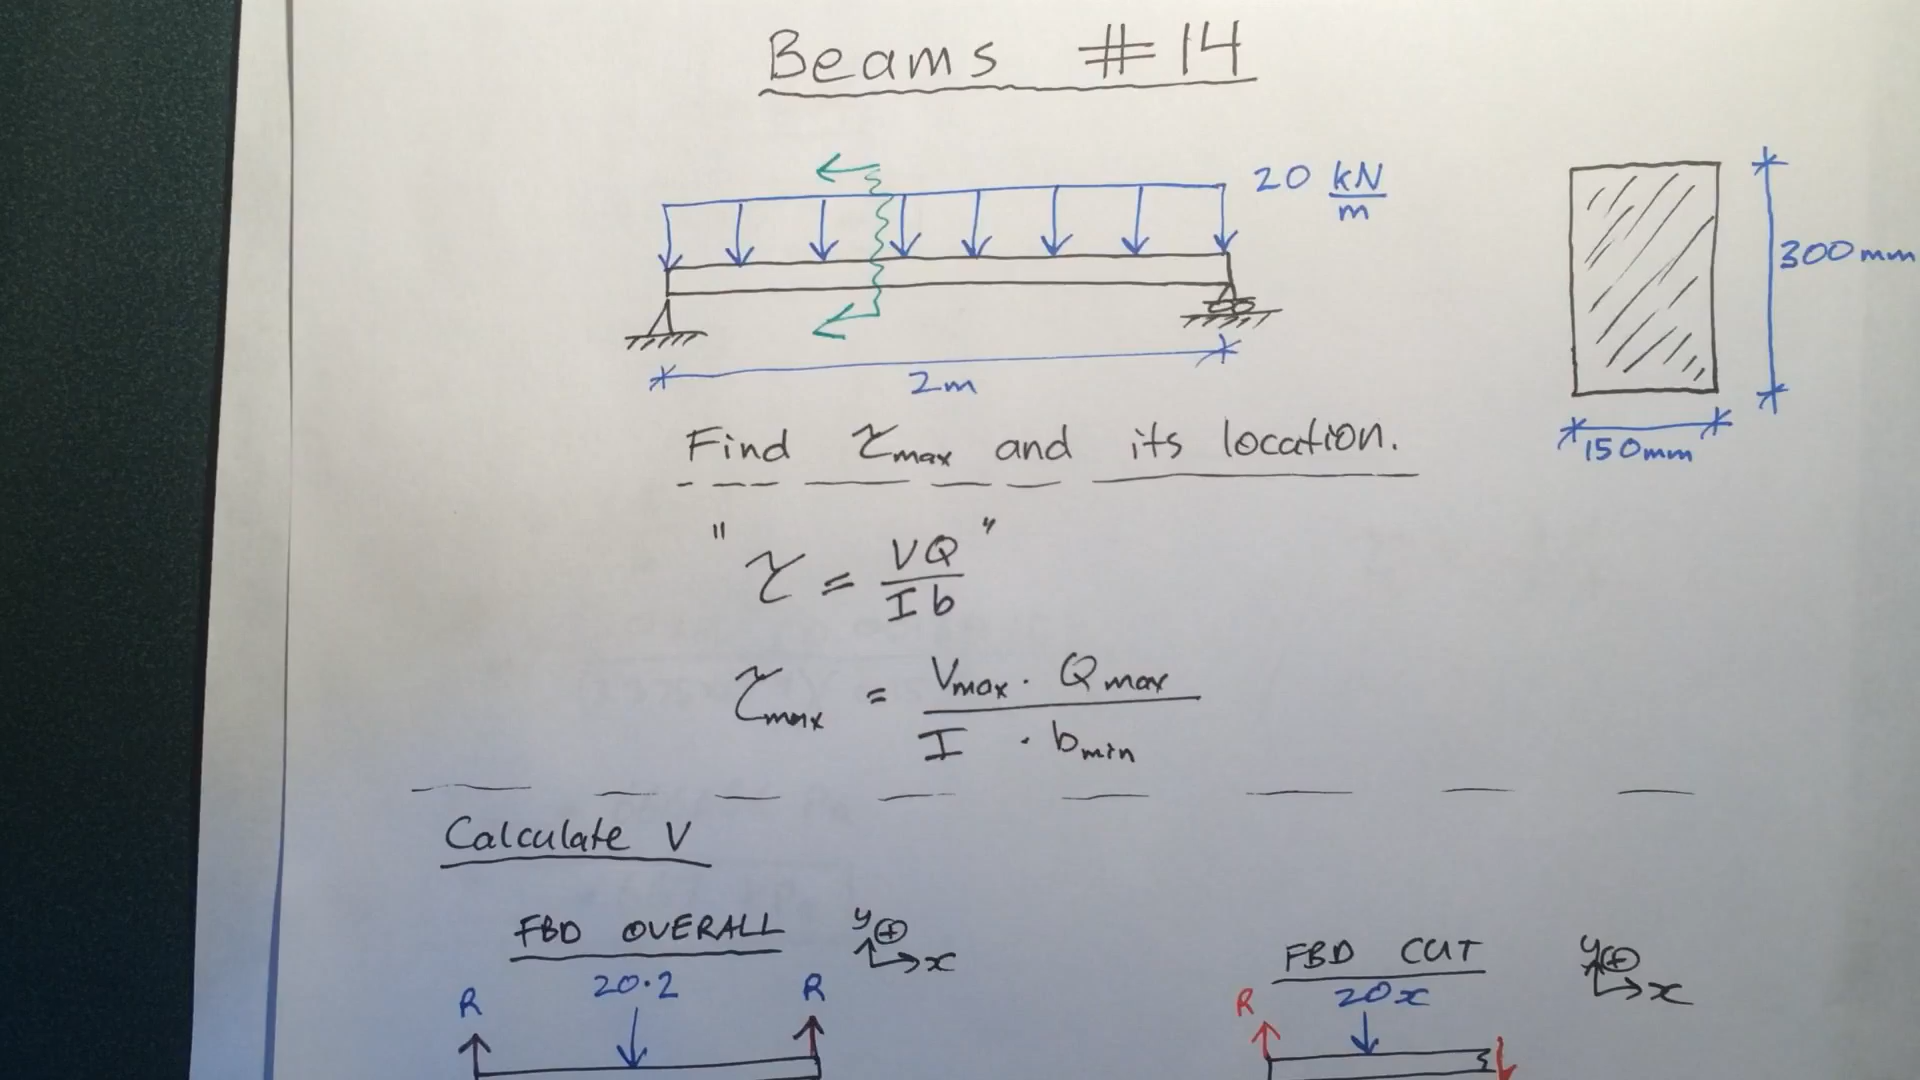 Beams #14
20 kN/m
300mm
150mm
2m
Find τmax and its location.
"τ = VQ/Ib"
τmax = Vmax · Qmax / I · bmin
Calculate V
FBD OVERALL
y + x
20·2
R R
FBD CUT
y + x
20x
R